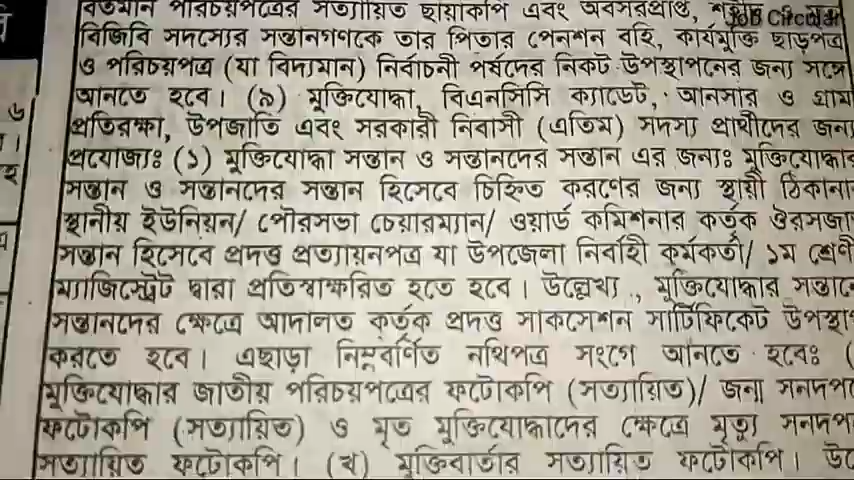 বর্তমান পরিচয়পত্রের সত্যায়িত ছায়াকপি এবং অবসরপ্রাপ্ত,
Job Circular
বিজিবি সদস্যের সন্তানগণকে তার পিতার পেনশন বহি, কার্যমুক্তি ছাড়পত্র
ও পরিচয়পত্র (যা বিদ্যমান) নির্বাচনী পর্ষদের নিকট উপস্থাপনের জন্য সঙ্গে
আনতে হবে। (৯) মুক্তিযোদ্ধা, বিএনসিসি ক্যাডেট, আনসার ও গ্রাম
প্রতিরক্ষা, উপজাতি এবং সরকারী নিবাসী (এতিম) সদস্য প্রার্থীদের জন্য
প্রযোজ্যঃ (১) মুক্তিযোদ্ধা সন্তান ও সন্তানদের সন্তান এর জন্যঃ মুক্তিযোদ্ধার
সন্তান ও সন্তানদের সন্তান হিসেবে চিহ্নিত করণের জন্য স্থায়ী ঠিকানার
স্থানীয় ইউনিয়ন/ পৌরসভা চেয়ারম্যান/ ওয়ার্ড কমিশনার কর্তৃক ঔরসজা
সন্তান হিসেবে প্রদত্ত প্রত্যায়নপত্র যা উপজেলা নির্বাহী কর্মকর্তা/ ১ম শ্রেণী
ম্যাজিস্ট্রেট দ্বারা প্রতিস্বাক্ষরিত হতে হবে। উল্লেখ্য, মুক্তিযোদ্ধার সন্তানে
সন্তানদের ক্ষেত্রে আদালত কর্তৃক প্রদত্ত সাকসেশন সার্টিফিকেট উপস্থা
করতে হবে। এছাড়া নিম্নবর্ণিত নথিপত্র সংগে আনতে হবেঃ (
মুক্তিযোদ্ধার জাতীয় পরিচয়পত্রের ফটোকপি (সত্যায়িত)/ জন্ম সনদপত
ফটোকপি (সত্যায়িত) ও মৃত মুক্তিযোদ্ধাদের ক্ষেত্রে মৃত্যু সনদপ
সত্যায়িত ফটোকপি। (খ) মুক্তিবার্তার সত্যায়িত ফটোকপি।